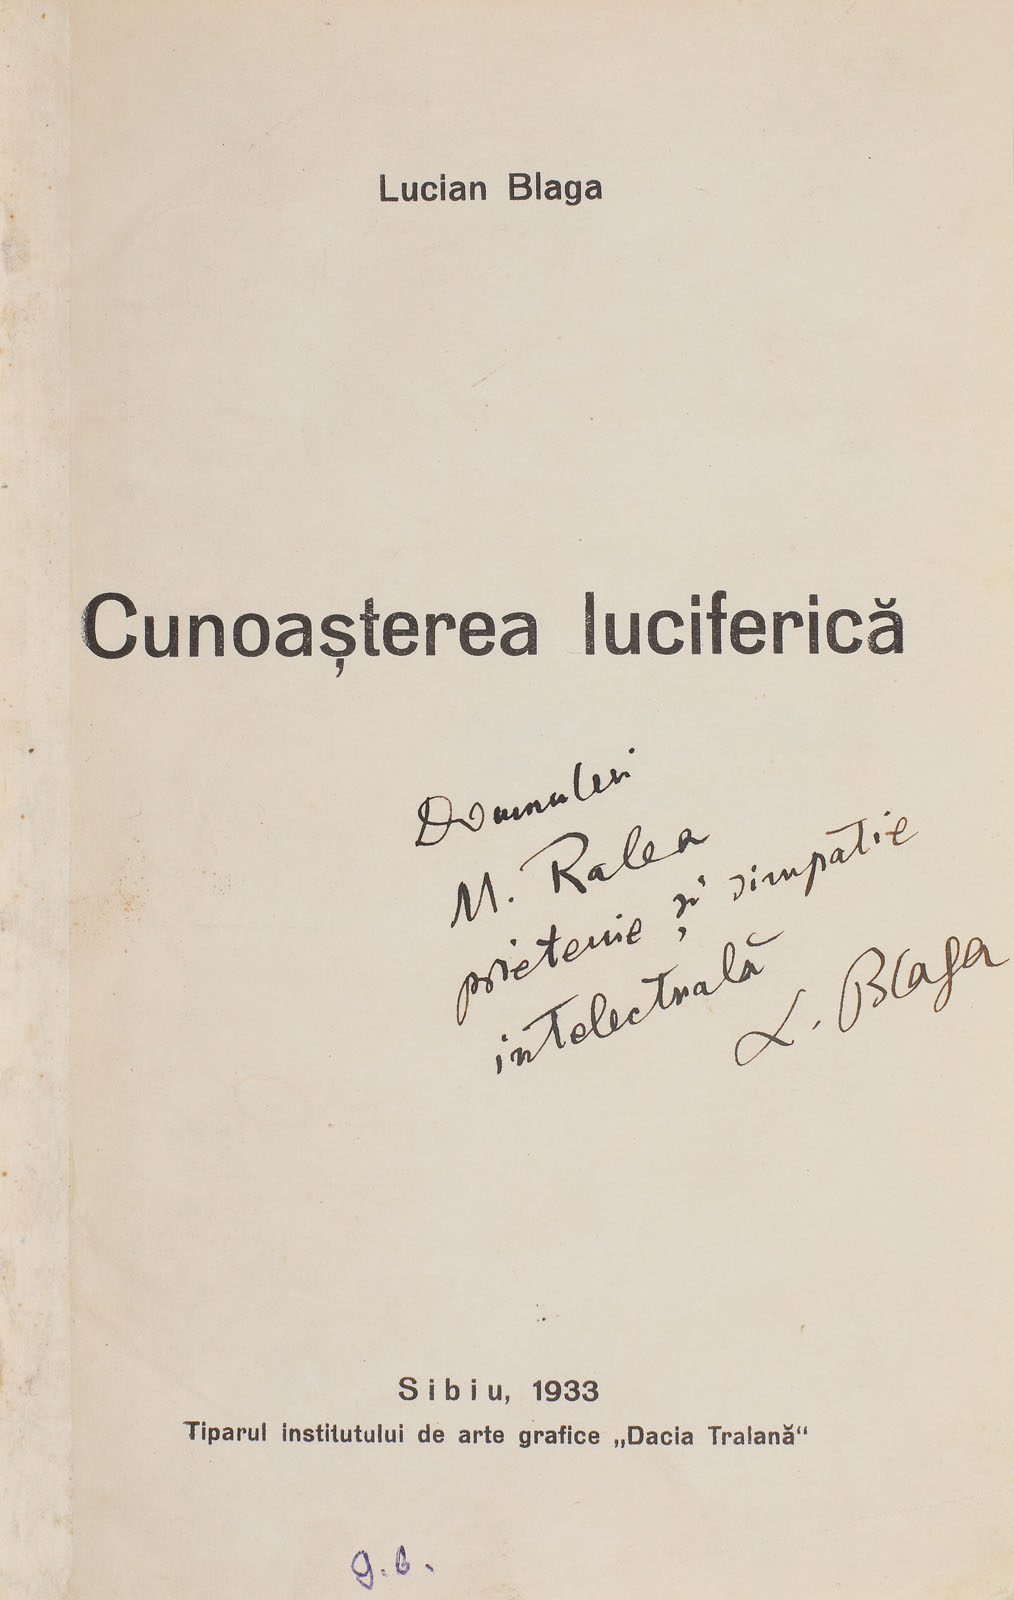 Lucian Blaga
Cunoașterea luciferică
Domnului
M. Ralea
prietenie și simpatie
intelectuală
L. Blaga
Sibiu, 1933
Tiparul institutului de arte grafice „Dacia Traiană“
g. b.